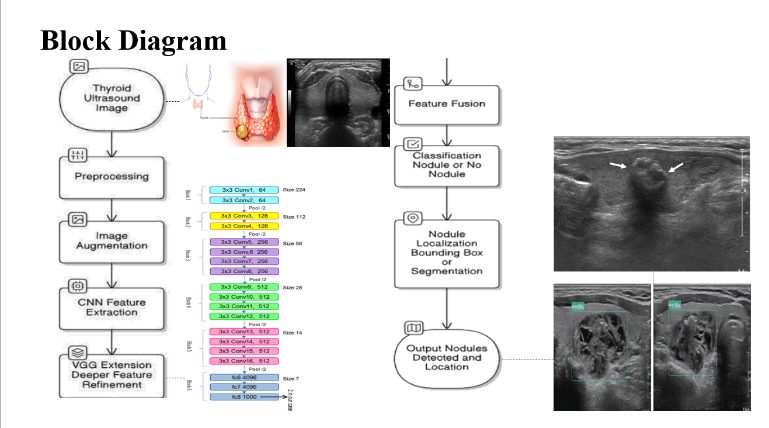 Block Diagram
Thyroid
Ultrasound
Image
Preprocessing
Image
Augmentation
CNN Feature
Extraction
VGG Extension
Deeper Feature
Refinement
3x3 Conv1, 64
Size:224
3x3 Conv2, 64
Pool /2
3x3 Conv3, 128
Size:112
3x3 Conv4, 128
Pool /2
3x3 Conv5, 256
Size:56
3x3 Conv.6 256
3x3 Conv7, 256
3x3 Conv8, 256
Pool /2
3x3 Conv9, 512
Size:28
3x3 Conv10, 512
3x3 Conv11, 512
3x3 Conv12, 512
Pool /2
3x3 Conv13, 512
Size:14
3x3 Conv14, 512
3x3 Conv15, 512
3x3 Conv16, 512
Pool /2
fc6 4096
Size:7
fc7 4096
fc8 1000
Feature Fusion
Classification
Nodule or No
Nodule
Nodule
Localization
Bounding Box
or
Segmentation
Output Nodules
Detected and
Location